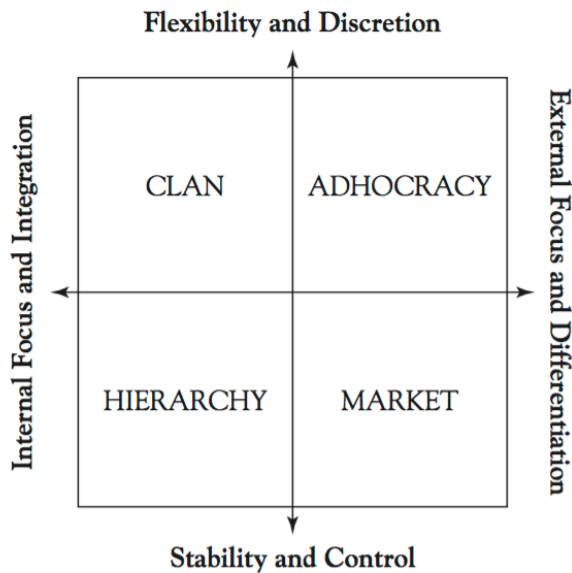 Flexibility and Discretion
Internal Focus and Integration
External Focus and Differentiation
CLAN
ADHOCRACY
HIERARCHY
MARKET
Stability and Control